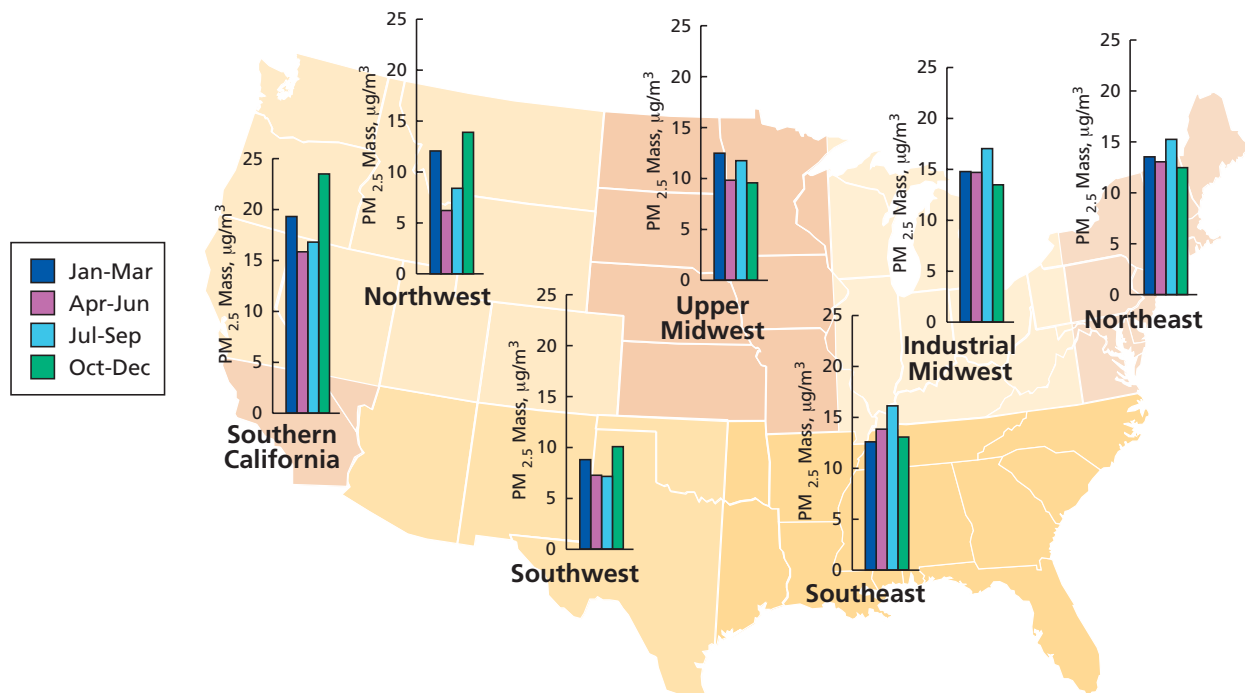 Jan-Mar
Apr-Jun
Jul-Sep
Oct-Dec
PM 2.5 Mass, µg/m3
25
20
15
10
5
0
Southern
California
PM 2.5 Mass, µg/m3
25
20
15
10
5
0
Northwest
PM 2.5 Mass, µg/m3
25
20
15
10
5
0
Southwest
PM 2.5 Mass, µg/m3
25
20
15
10
5
0
Upper
Midwest
PM 2.5 Mass, µg/m3
25
20
15
10
5
0
Southeast
PM 2.5 Mass, µg/m3
25
20
15
10
5
0
Industrial
Midwest
PM 2.5 Mass, µg/m3
25
20
15
10
5
0
Northeast